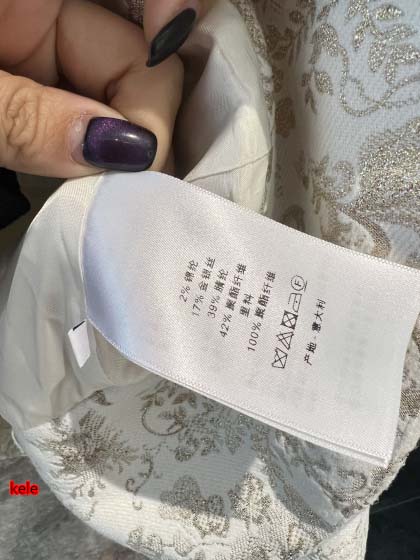 2% 锦纶
17% 金银丝
39% 腈纶
42% 聚酯纤维
里料
100% 聚酯纤维
F
产地 - 意大利
kele